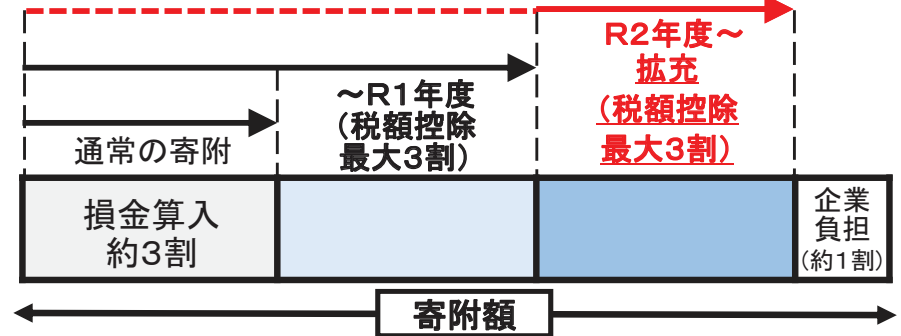 R2年度～
拡充
(税額控除
最大3割)
～R1年度
(税額控除
最大3割)
通常の寄附
損金算入
約3割
企業
負担
(約1割)
寄附額